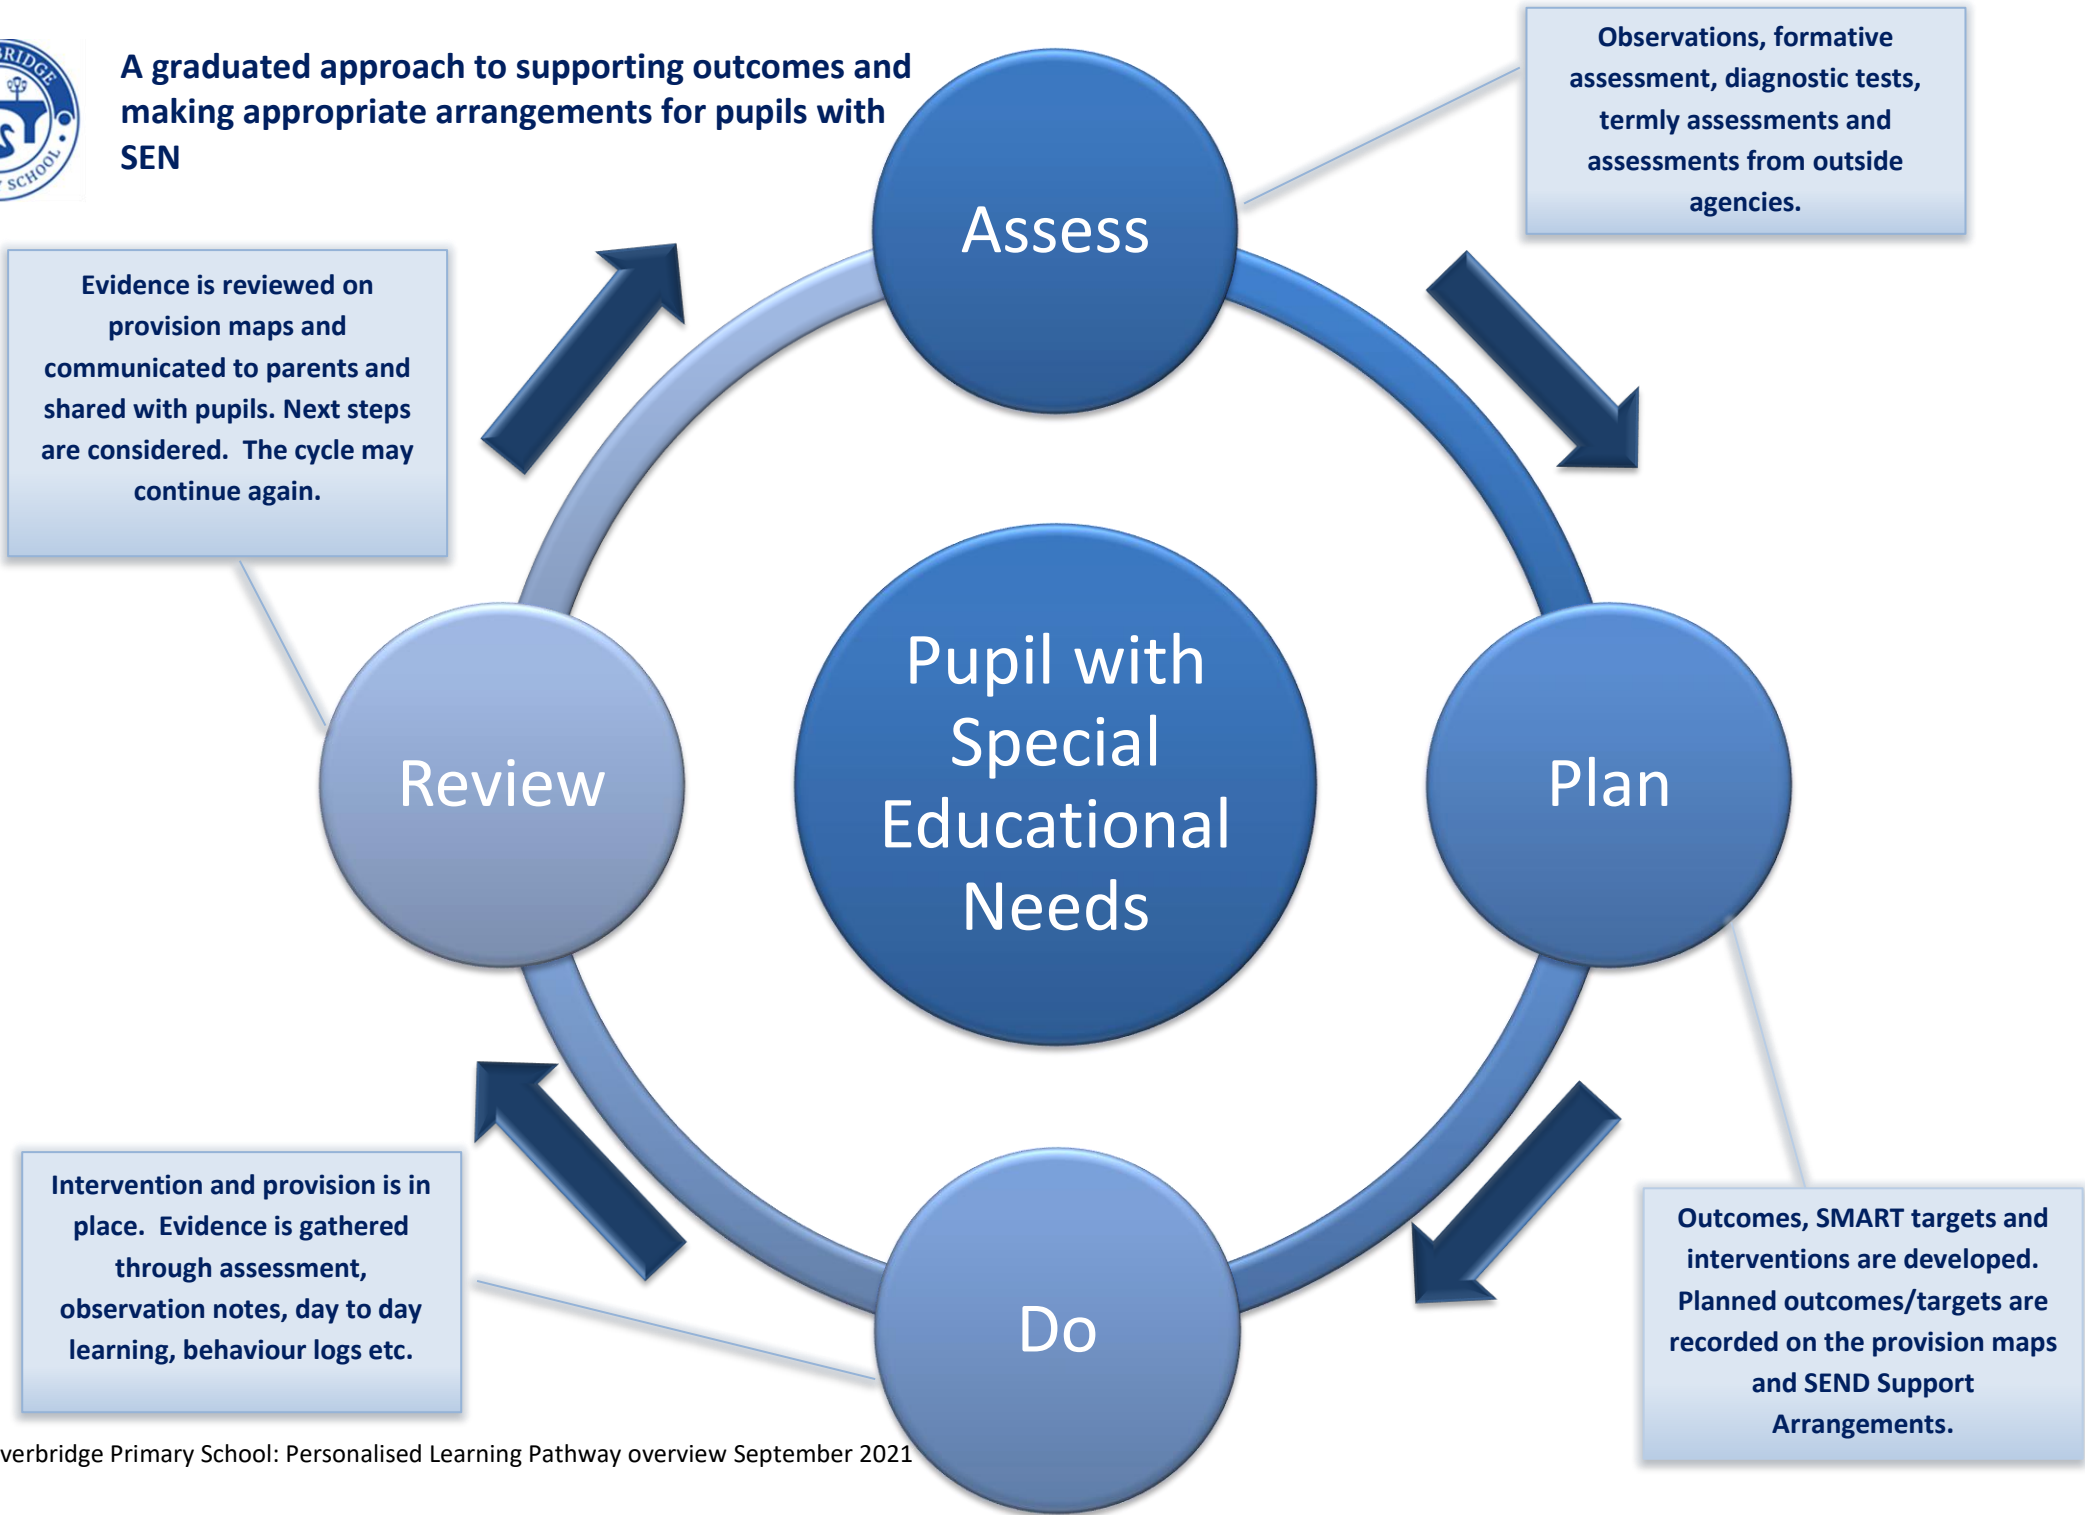 A graduated approach to supporting outcomes and
making appropriate arrangements for pupils with
SEN
Assess
Observations, formative
assessment, diagnostic tests,
termly assessments and
assessments from outside
agencies.
Evidence is reviewed on
provision maps and
communicated to parents and
shared with pupils. Next steps
are considered.  The cycle may
continue again.
Review
Pupil with
Special
Educational
Needs
Plan
Intervention and provision is in
place.  Evidence is gathered
through assessment,
observation notes, day to day
learning, behaviour logs etc.
Do
Outcomes, SMART targets and
interventions are developed.
Planned outcomes/targets are
recorded on the provision maps
and SEND Support
Arrangements.
verbridge Primary School: Personalised Learning Pathway overview September 2021